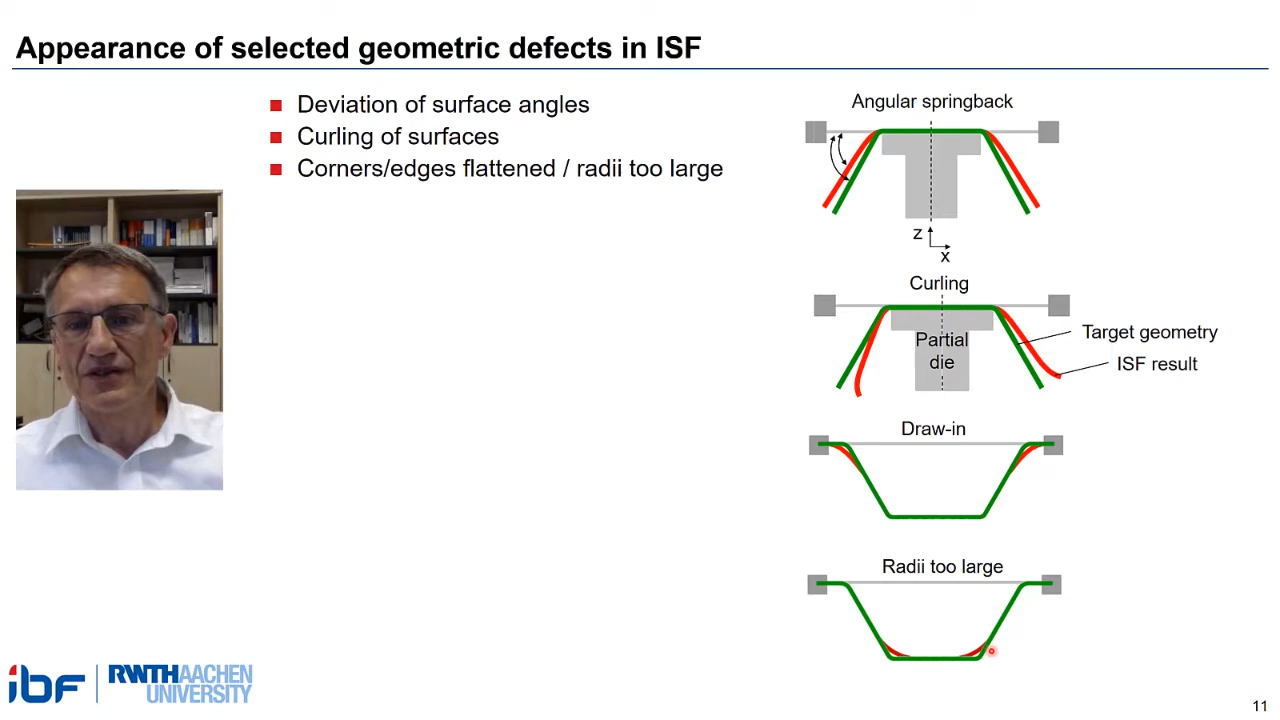 Appearance of selected geometric defects in ISF
Deviation of surface angles
Curling of surfaces
Corners/edges flattened / radii too large
Angular springback
z
x
Curling
Partial
die
Target geometry
ISF result
Draw-in
Radii too large
ibf
RWTHAACHEN
UNIVERSITY
11